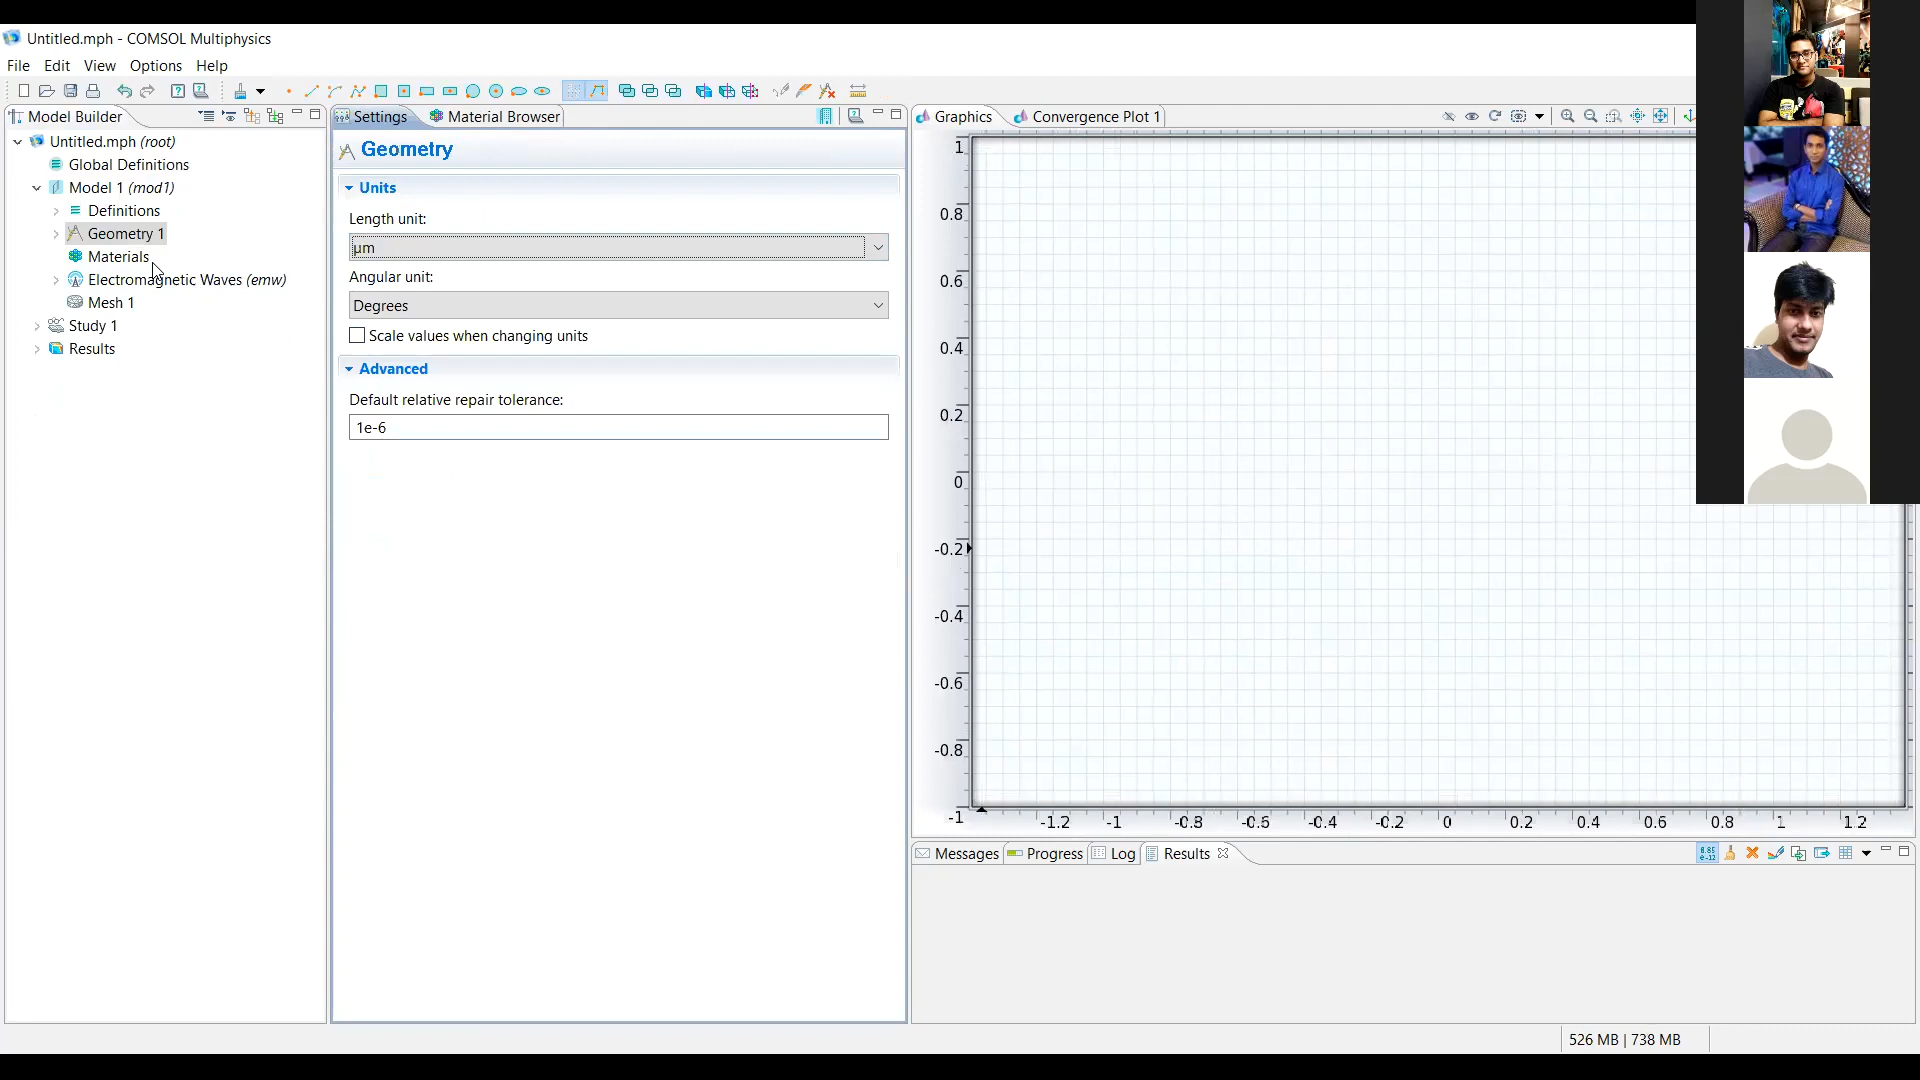 Untitled.mph - COMSOL Multiphysics
File Edit View Options Help
Model Builder
Untitled.mph (root)
Global Definitions
Model 1 (mod1)
Definitions
Geometry 1
Materials
Electromagnetic Waves (emw)
Mesh 1
Study 1
Results
Settings
Material Browser
Geometry
Units
Length unit:
µm
Angular unit:
Degrees
Scale values when changing units
Advanced
Default relative repair tolerance:
1e-6
Graphics
Convergence Plot 1
1
0.8
0.6
0.4
0.2
0
-0.2
-0.4
-0.6
-0.8
-1
-1.2 -1 -0.8 -0.6 -0.4 -0.2 0 0.2 0.4 0.6 0.8 1 1.2
Messages Progress Log Results
8.85
e-12
526 MB | 738 MB